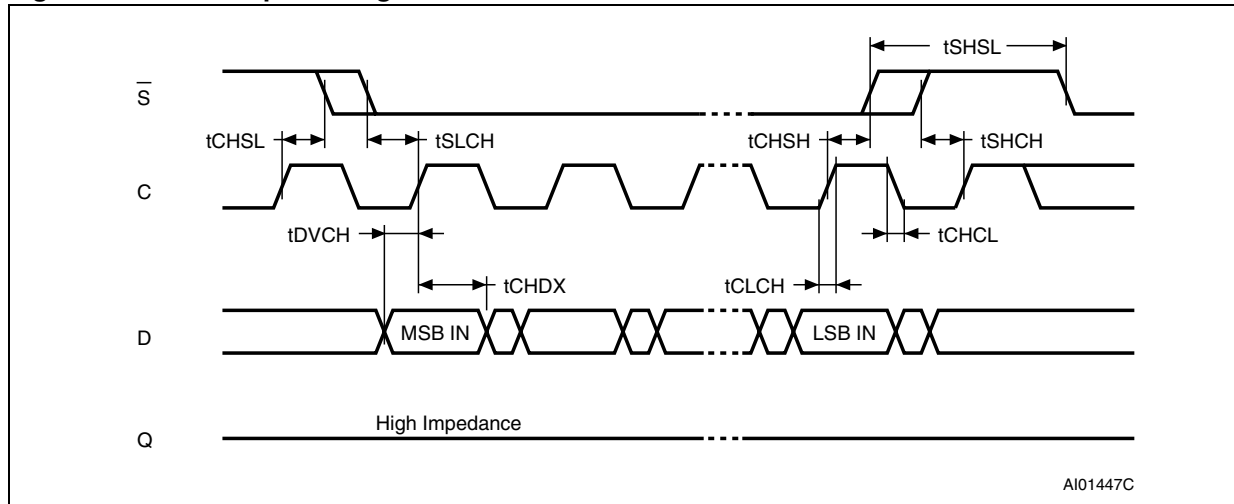 tSHSL
S
tCHSL
tSLCH
tCHSH
tSHCH
C
tDVCH
tCHCL
tCHDX
tCLCH
D
MSB IN
LSB IN
High Impedance
Q
AI01447C